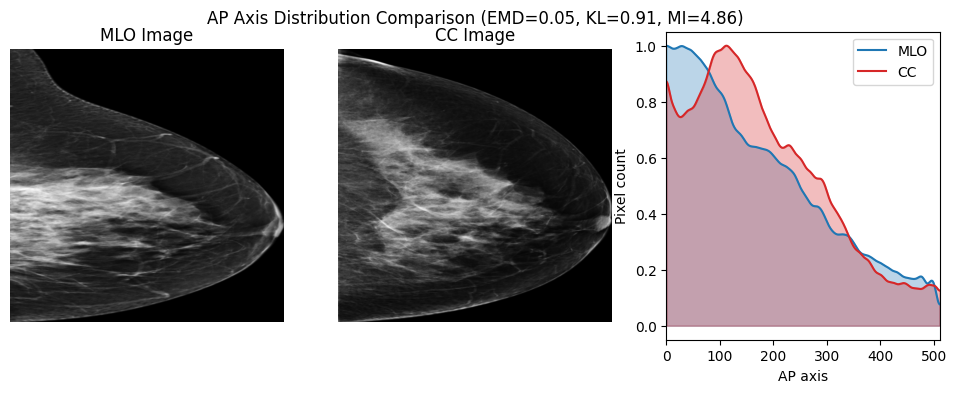 AP Axis Distribution Comparison (EMD=0.05, KL=0.91, MI=4.86)
MLO Image
CC Image
MLO
CC
1.0
0.8
0.6
0.4
0.2
0.0
Pixel count
0 100 200 300 400 500
AP axis